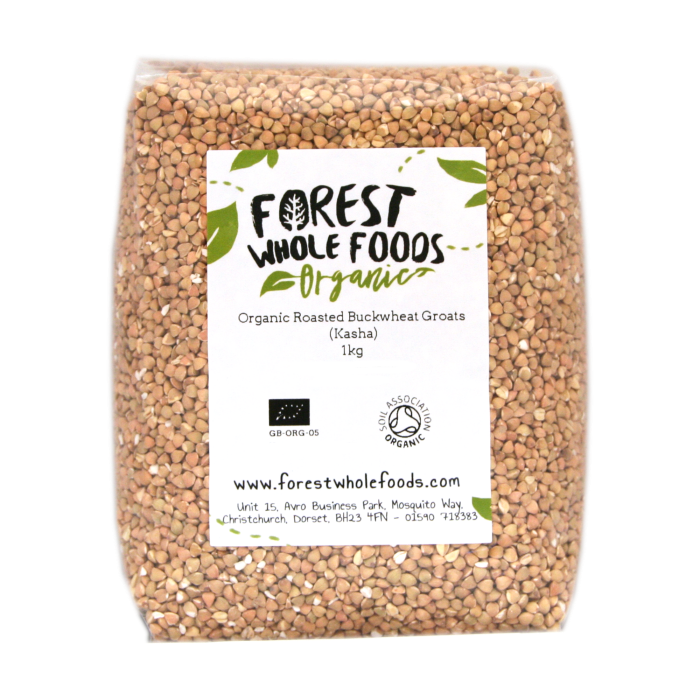 FOREST
WHOLE FOODS
Organic
Organic Roasted Buckwheat Groats
(Kasha)
1kg
GB-ORG-05
SOIL ASSOCIATION
ORGANIC
www.forestwholefoods.com
Unit 15, Avro Business Park, Mosquito Way,
Christchurch, Dorset, BH23 4FN - 01590 718383